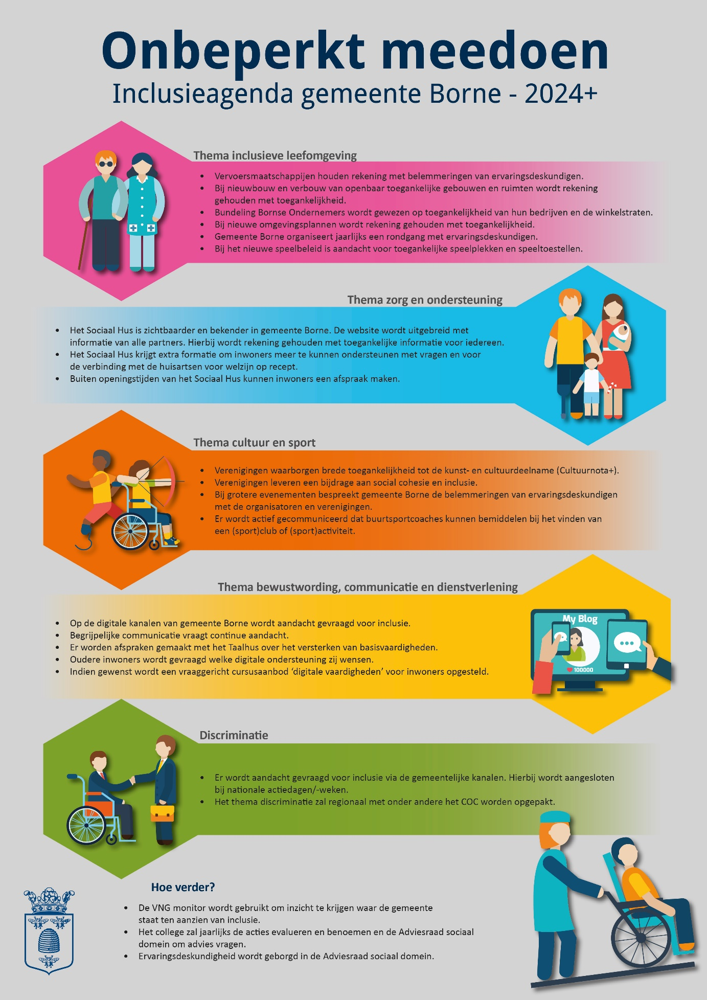 Onbeperkt meedoen
Inclusieagenda gemeente Borne - 2024+
Thema inclusieve leefomgeving
• Vervoersmaatschappijen houden rekening met belemmeringen van ervaringsdeskundigen.
• Bij nieuwbouw en verbouw van openbaar toegankelijke gebouwen en ruimten wordt rekening
gehouden met toegankelijkheid.
• Bundeling Bornse Ondernemers wordt gewezen op toegankelijkheid van hun bedrijven en de winkelstraten.
• Bij nieuwe omgevingsplannen wordt rekening gehouden met toegankelijkheid.
• Gemeente Borne organiseert jaarlijks een rondgang met ervaringsdeskundigen.
• Bij het nieuwe speelbeleid is aandacht voor toegankelijke speelplekken en speeltoestellen.
Thema zorg en ondersteuning
• Het Sociaal Hus is zichtbaarder en bekender in gemeente Borne. De website wordt uitgebreid met
informatie van alle partners. Hierbij wordt rekening gehouden met toegankelijke informatie voor iedereen.
• Het Sociaal Hus krijgt extra formatie om inwoners meer te kunnen ondersteunen met vragen en voor
de verbinding met de huisartsen voor welzijn op recept.
• Buiten openingstijden van het Sociaal Hus kunnen inwoners een afspraak maken.
Thema cultuur en sport
• Verenigingen waarborgen brede toegankelijkheid tot de kunst- en cultuurdeelname (Cultuurnota+).
• Verenigingen leveren een bijdrage aan social cohesie en inclusie.
• Bij grotere evenementen bespreekt gemeente Borne de belemmeringen van ervaringsdeskundigen
met de organisatoren en verenigingen.
• Er wordt actief gecommuniceerd dat buurtsportcoaches kunnen bemiddelen bij het vinden van
een (sport)club of (sport)activiteit.
Thema bewustwording, communicatie en dienstverlening
• Op de digitale kanalen van gemeente Borne wordt aandacht gevraagd voor inclusie.
• Begrijpelijke communicatie vraagt continue aandacht.
• Er worden afspraken gemaakt met het Taalhus over het versterken van basisvaardigheden.
• Oudere inwoners wordt gevraagd welke digitale ondersteuning zij wensen.
• Indien gewenst wordt een vraaggericht cursusaanbod ‘digitale vaardigheden’ voor inwoners opgesteld.
My Blog
100000
Discriminatie
• Er wordt aandacht gevraagd voor inclusie via de gemeentelijke kanalen. Hierbij wordt aangesloten
bij nationale actiedagen/-weken.
• Het thema discriminatie zal regionaal met onder andere het COC worden opgepakt.
Hoe verder?
• De VNG monitor wordt gebruikt om inzicht te krijgen waar de gemeente
staat ten aanzien van inclusie.
• Het college zal jaarlijks de acties evalueren en benoemen en de Adviesraad sociaal
domein om advies vragen.
• Ervaringsdeskundigheid wordt geborgd in de Adviesraad sociaal domein.